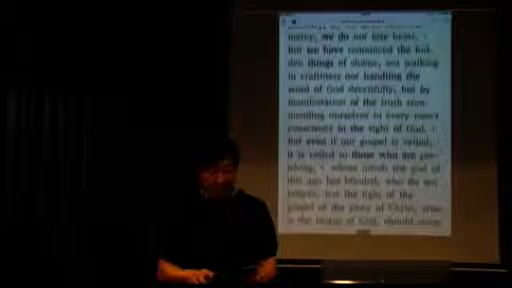 mercy, we do not lose heart.
but we have renounced the hid-
den things of shame, not walking
in craftiness nor handling the
word of God deceitfully, but by
manifestation of the truth com-
mending ourselves to every man's
conscience in the sight of God.
But even if our gospel is veiled,
it is veiled to those who are per-
ishing, whose minds the god of
this age has blinded, who do not
believe, lest the light of the
gospel of the glory of Christ, who
is the image of God, should shine